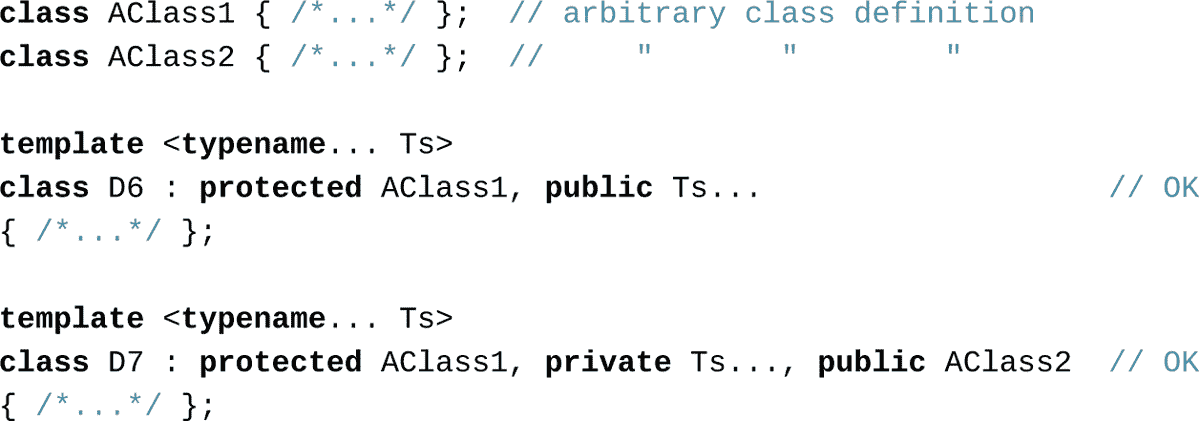 class AClass1 { /*...*/ };  // arbitrary class definition
class AClass2 { /*...*/ };  //     "       "        "
template <typename... Ts>
class D6 : protected AClass1, public Ts...                   // OK
{ /*...*/ };
template <typename... Ts>
class D7 : protected AClass1, private Ts..., public AClass2  // OK
{ /*...*/ };